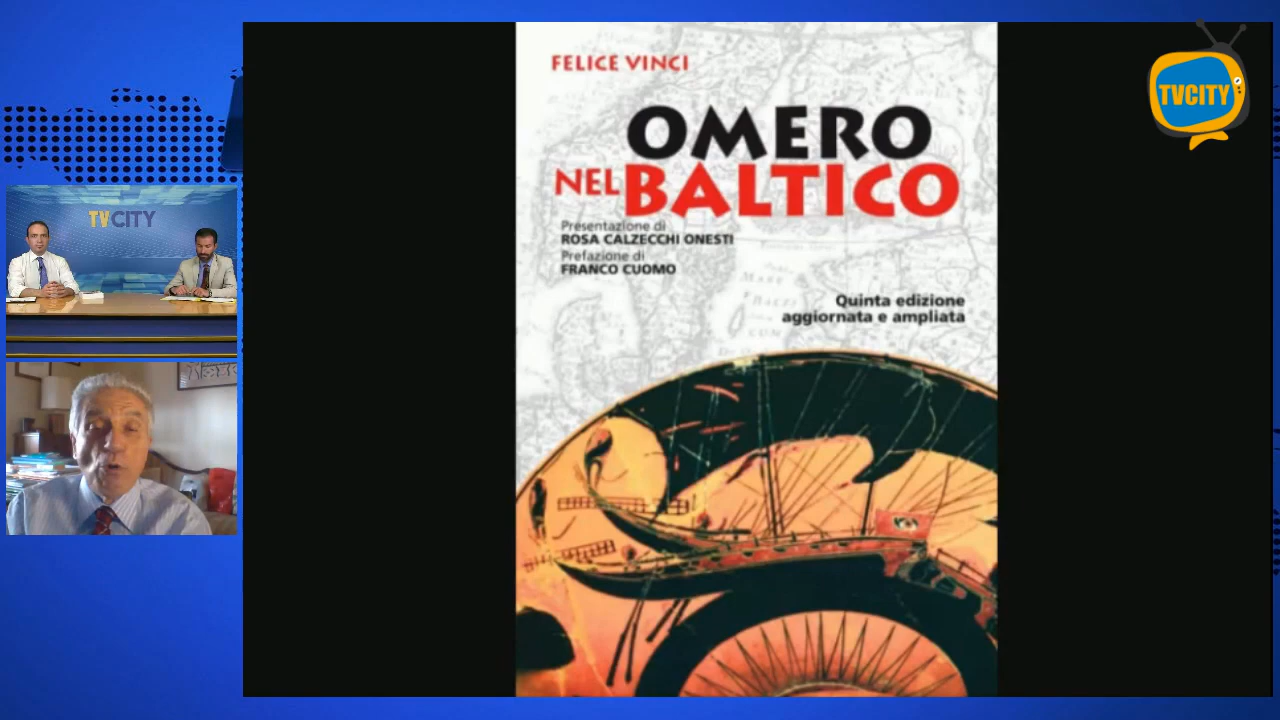 FELICE VINCI
OMERO
NEL BALTICO
Presentazione di
ROSA CALZECCHI ONESTI
Prefazione di
FRANCO CUOMO
Quinta edizione
aggiornata e ampliata
TVCITY
TVCITY